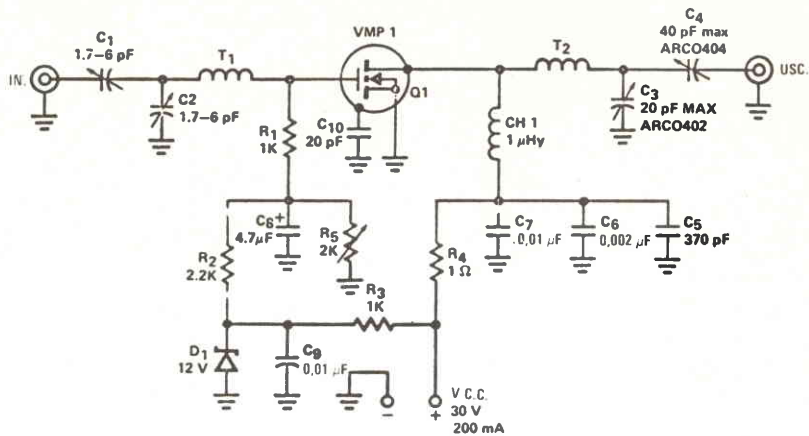 C1
1.7–6 pF
T1
VMP 1
T2
C4
40 pF max
ARCO404
IN.
USC.
C2
1.7–6 pF
Q1
C3
20 pF MAX
ARCO402
R1
1K
C10
20 pF
CH 1
1 μHy
C8 +
4.7μF
R5
2K
C7
.0,01 μF
C6
0,002 μF
C5
370 pF
R2
2.2K
R4
1 Ω
R3
1K
D1
12 V
C9
0,01 μF
−
+
V C.C.
30 V
200 mA